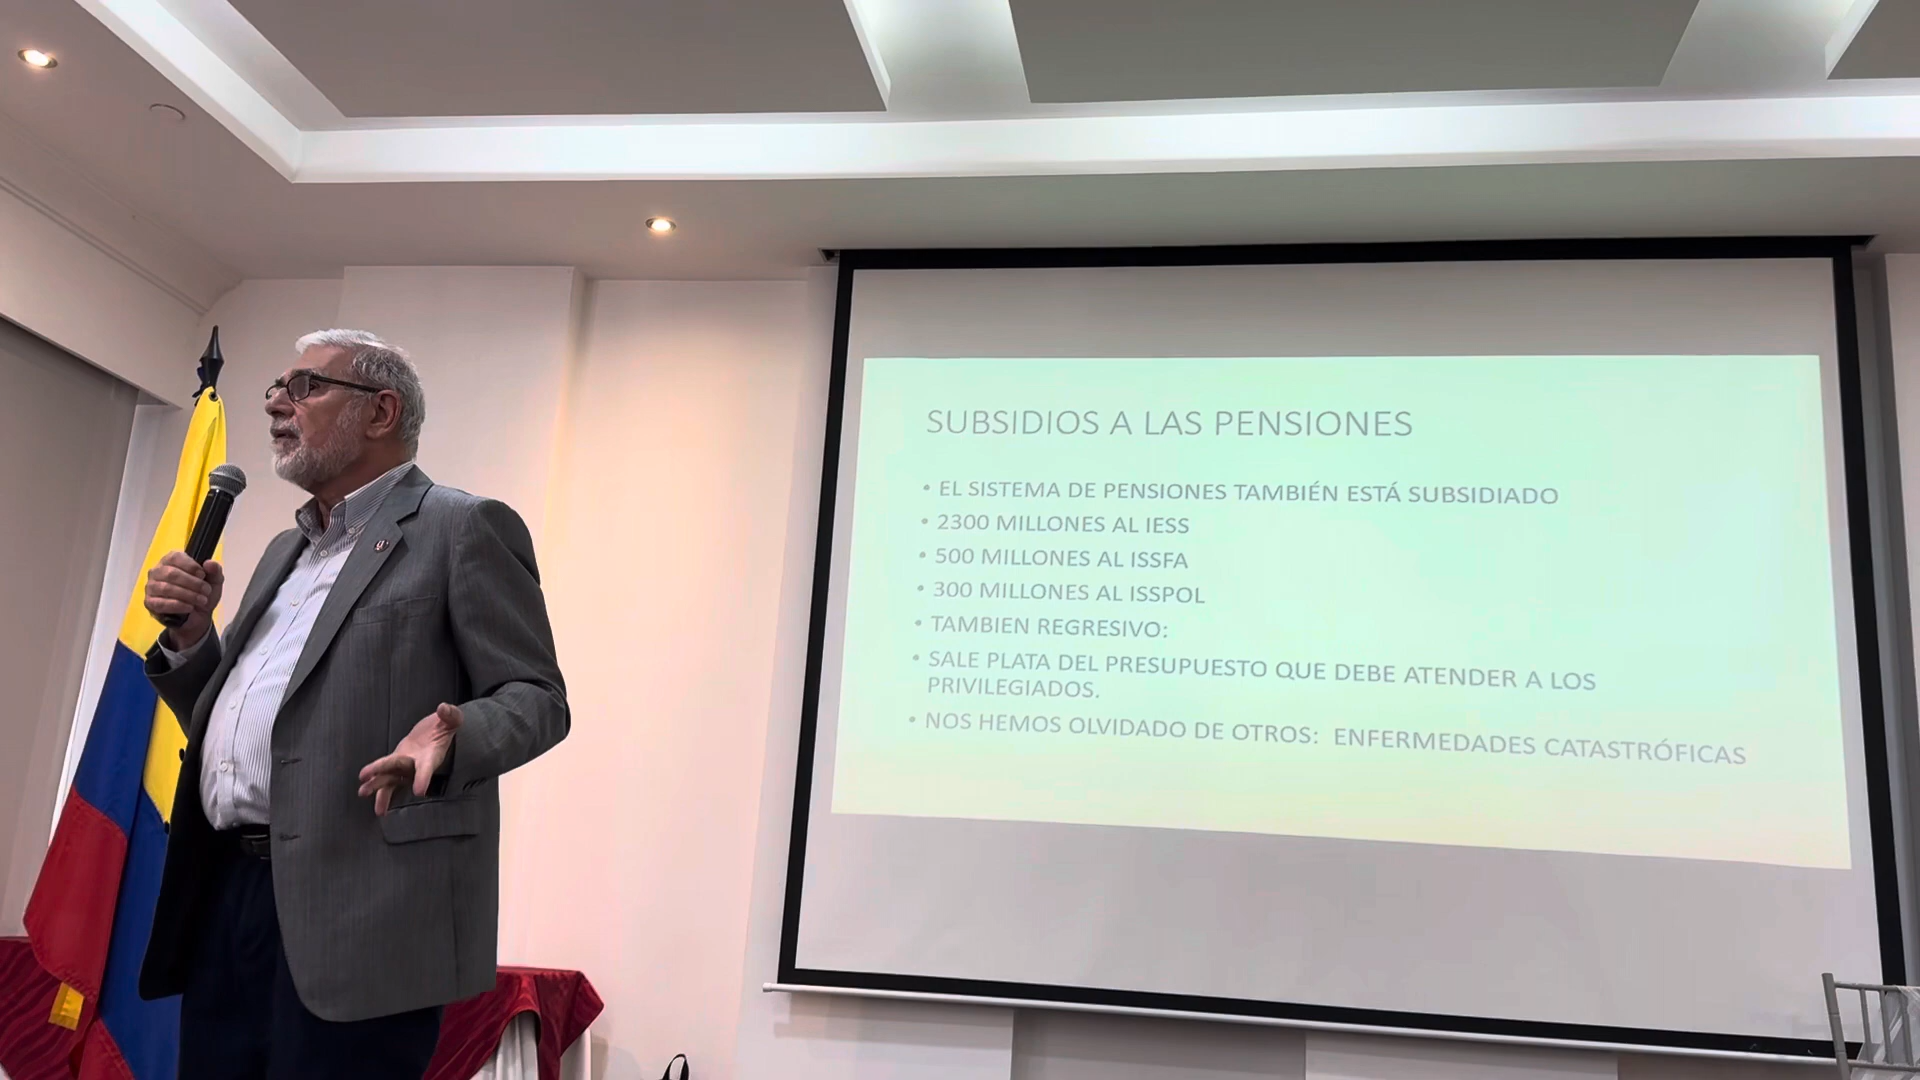 SUBSIDIOS A LAS PENSIONES
• EL SISTEMA DE PENSIONES TAMBIÉN ESTÁ SUBSIDIADO
• 2300 MILLONES AL IESS
• 500 MILLONES AL ISSFA
• 300 MILLONES AL ISSPOL
• TAMBIEN REGRESIVO:
• SALE PLATA DEL PRESUPUESTO QUE DEBE ATENDER A LOS
PRIVILEGIADOS.
• NOS HEMOS OLVIDADO DE OTROS: ENFERMEDADES CATASTRÓFICAS